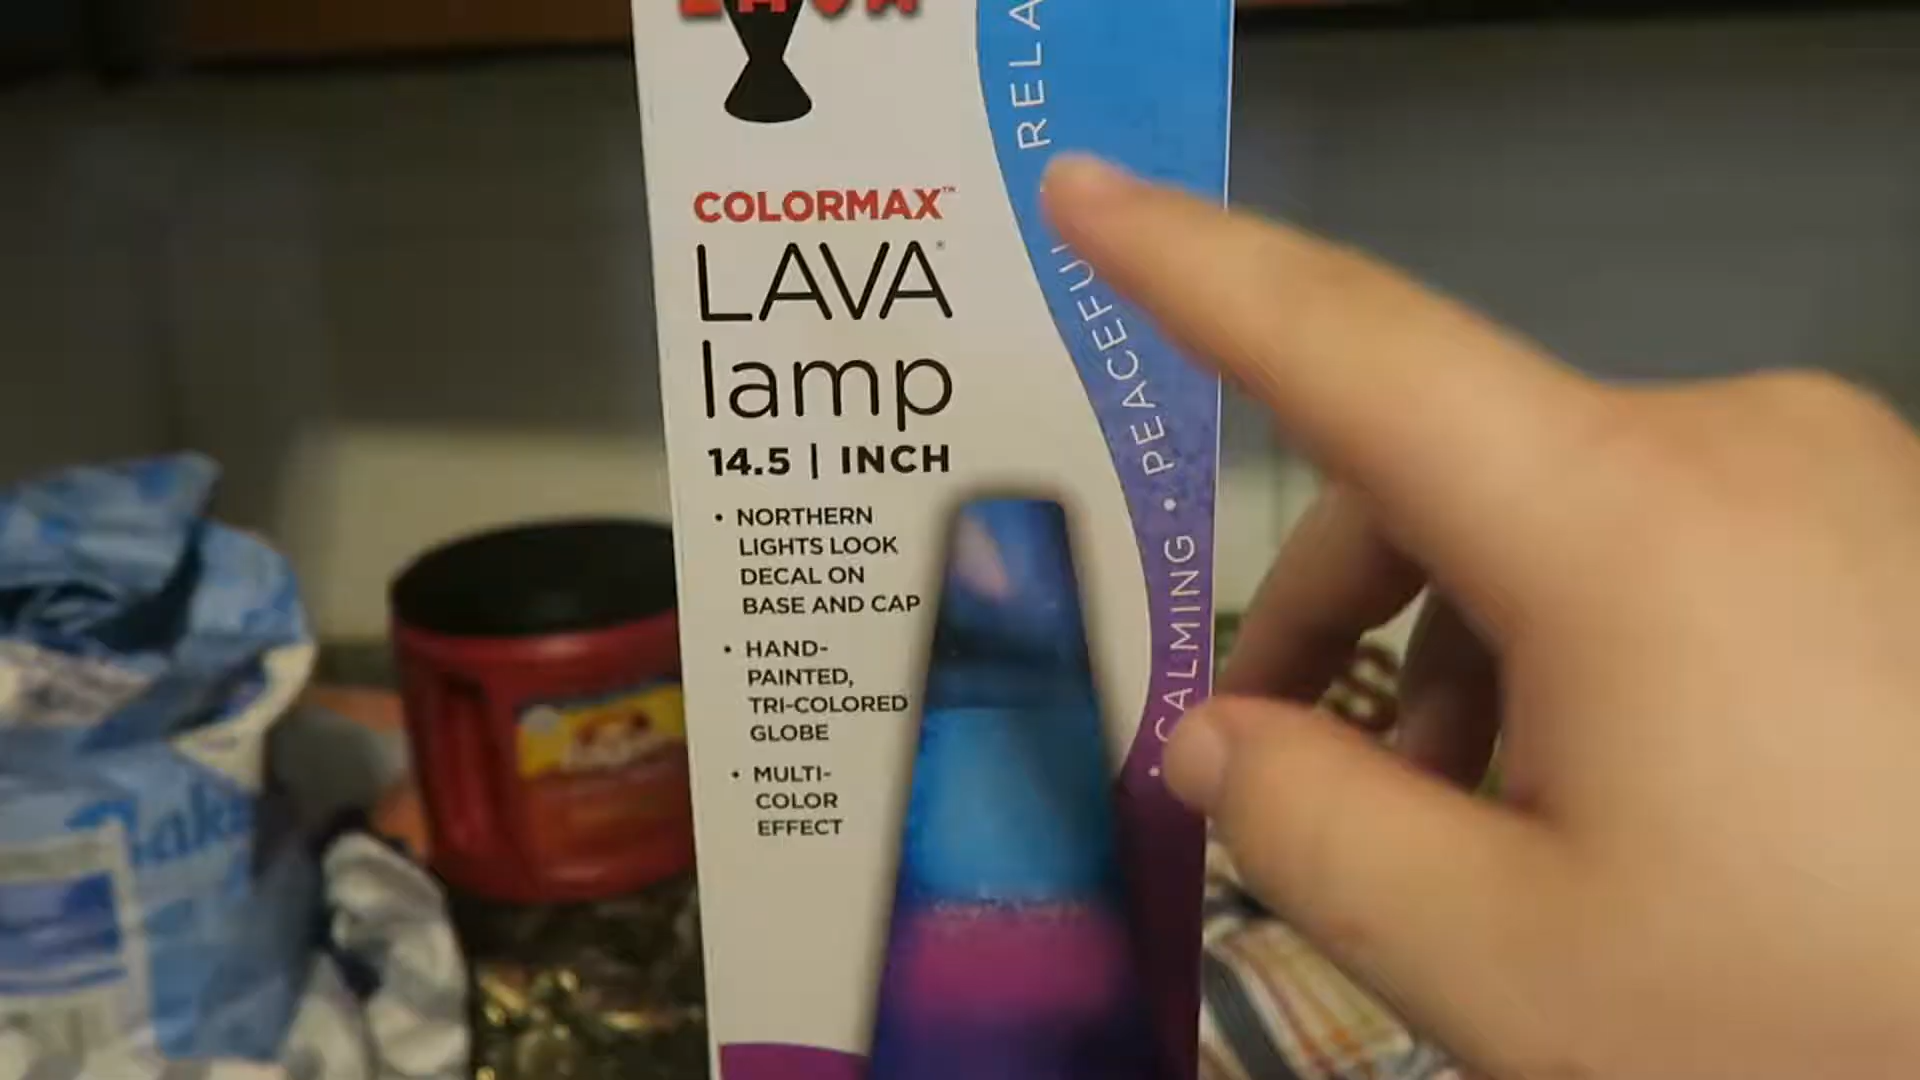 LAVA
COLORMAX™
LAVA®
lamp
14.5 | INCH
• NORTHERN
LIGHTS LOOK
DECAL ON
BASE AND CAP
• HAND-
PAINTED,
TRI-COLORED
GLOBE
• MULTI-
COLOR
EFFECT
• CALMING • PEACEFUL RELA